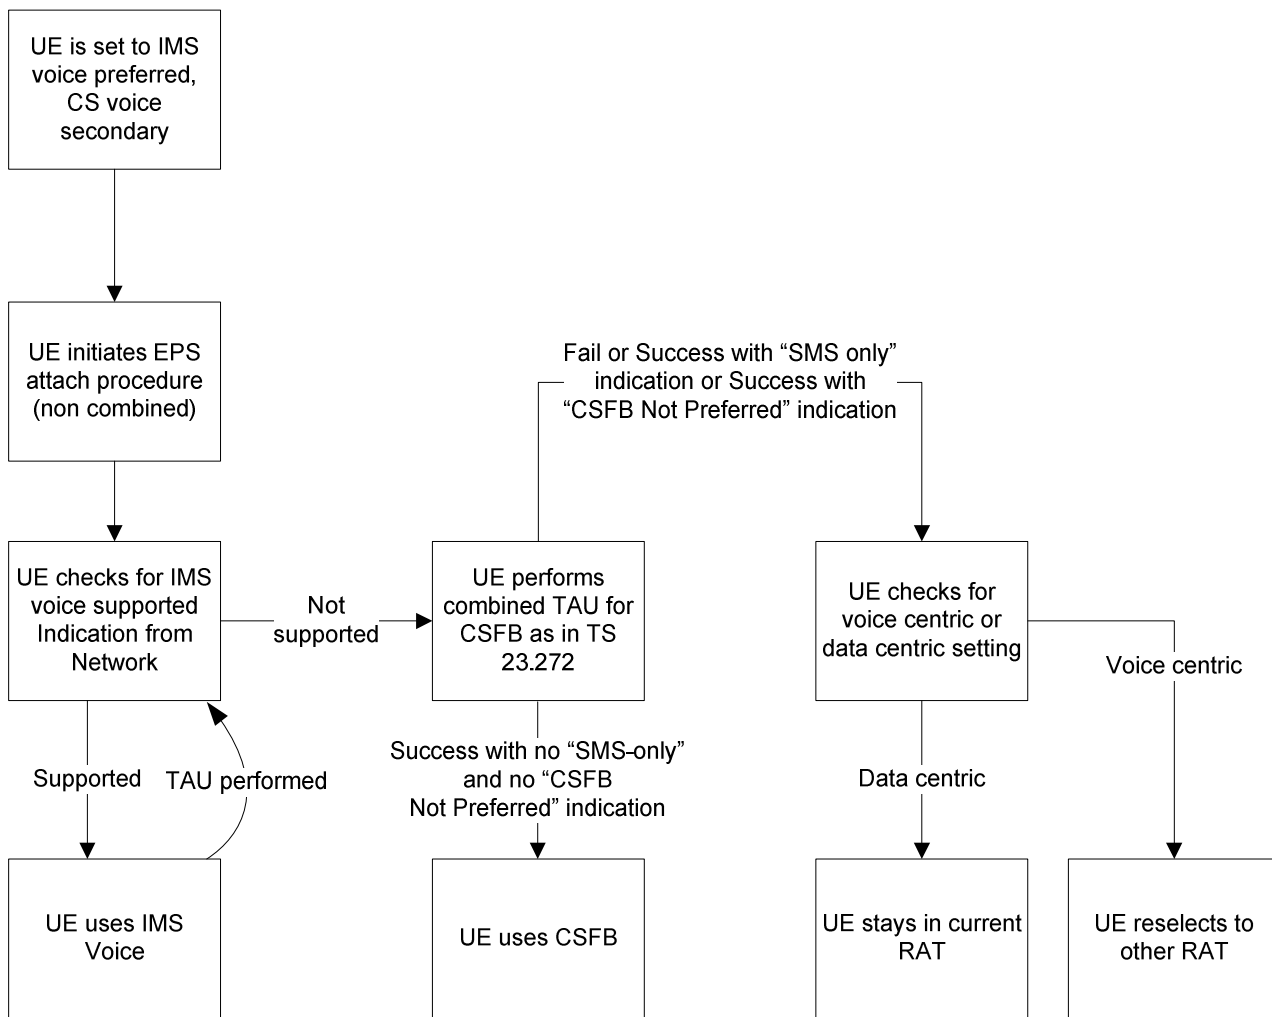 UE is set to IMS
voice preferred,
CS voice
secondary
UE initiates EPS
attach procedure
(non combined)
Fail or Success with “SMS only”
indication or Success with
“CSFB Not Preferred” indication
UE checks for IMS
voice supported
Indication from
Network
Not
supported
UE performs
combined TAU for
CSFB as in TS
23.272
UE checks for
voice centric or
data centric setting
Voice centric
Supported
TAU performed
Success with no “SMS-only”
and no “CSFB
Not Preferred” indication
Data centric
UE uses IMS
Voice
UE uses CSFB
UE stays in current
RAT
UE reselects to
other RAT